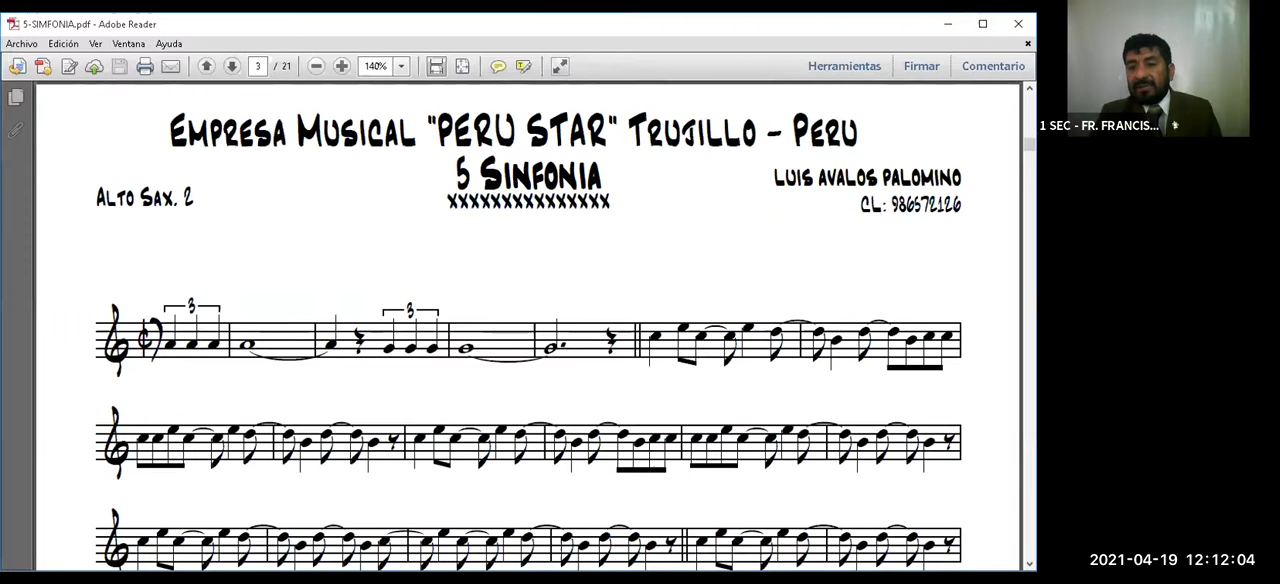 5-SIMFONIA.pdf - Adobe Reader
Archivo Edición Ver Ventana Ayuda
3 / 21 140% Herramientas Firmar Comentario
1 SEC - FR. FRANCIS...
EMPRESA MUSICAL "PERU STAR" TRUJILLO - PERU
5 SINFONIA
XXXXXXXXXXXXXXX
ALTO SAX. 2
LUIS AVALOS PALOMINO
CL: 986572126
3 3
2021-04-19 12:12:04